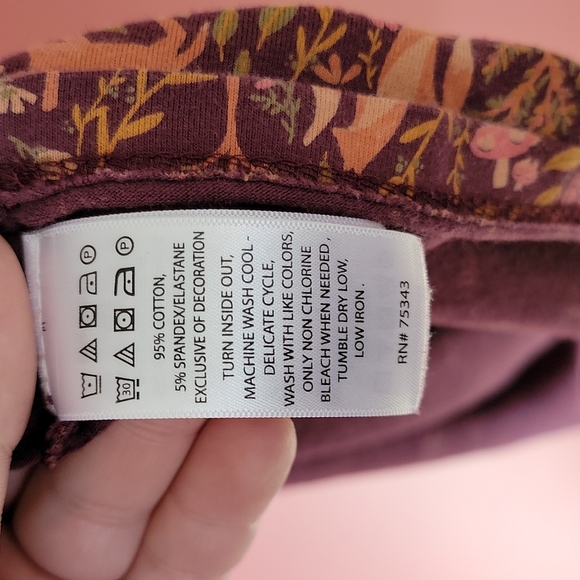 95% COTTON,
5% SPANDEX/ELASTANE
EXCLUSIVE OF DECORATION
TURN INSIDE OUT,
MACHINE WASH COOL -
DELICATE CYCLE,
WASH WITH LIKE COLORS,
ONLY NON CHLORINE
BLEACH WHEN NEEDED ,
TUMBLE DRY LOW,
LOW IRON .
RN# 75343
P
P
30